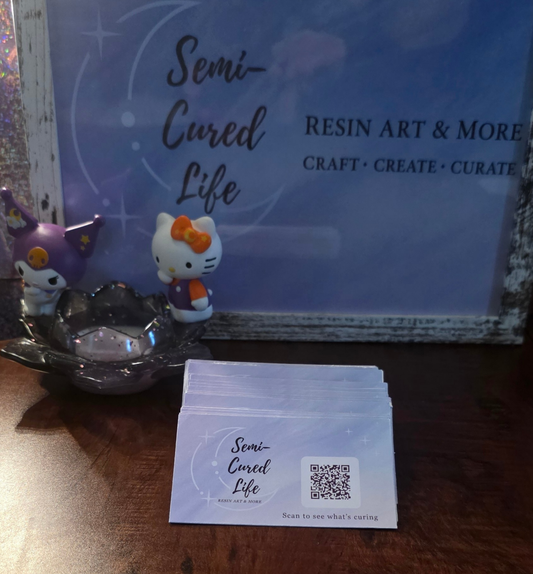 Semi-
Cured
Life
RESIN ART & MORE
CRAFT · CREATE · CURATE
Semi-
Cured
Life
RESIN ART & MORE
Scan to see what's curing